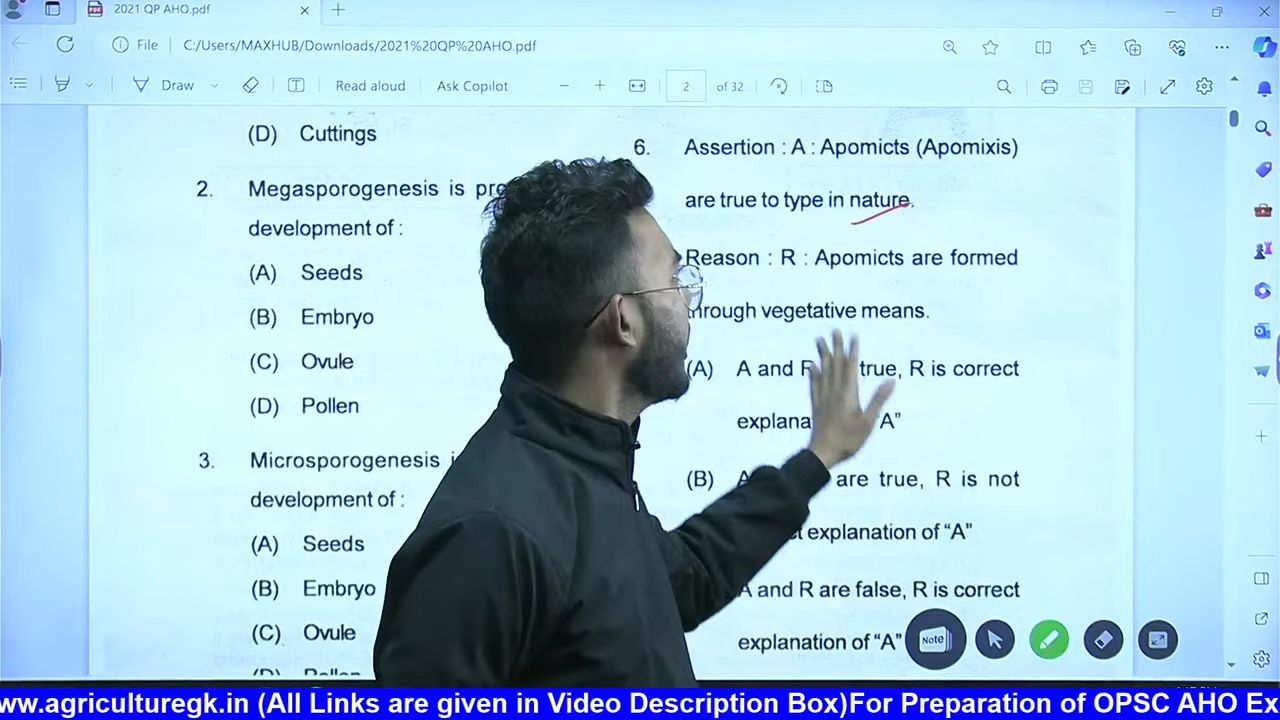 2021 QP AHO.pdf
File
C:/Users/MAXHUB/Downloads/2021%20QP%20AHO.pdf
Draw
Read aloud
Ask Copilot
2
of 32
(D) Cuttings
2. Megasporogenesis is
development of :
(A) Seeds
(B) Embryo
(C) Ovule
(D) Pollen
3. Microsporogenesis
development of :
(A) Seeds
(B) Embryo
(C) Ovule
(D) Pollen
6. Assertion : A : Apomicts (Apomixis)
are true to type in nature.
Reason : R : Apomicts are formed
through vegetative means.
(A) A and R true, R is correct
"A"
(B) A are true, R is not
explanation of "A"
A and R are false, R is correct
explanation of "A"
Note
ww.agriculturegk.in (All Links are given in Video Description Box)For Preparation of OPSC AHO Ex